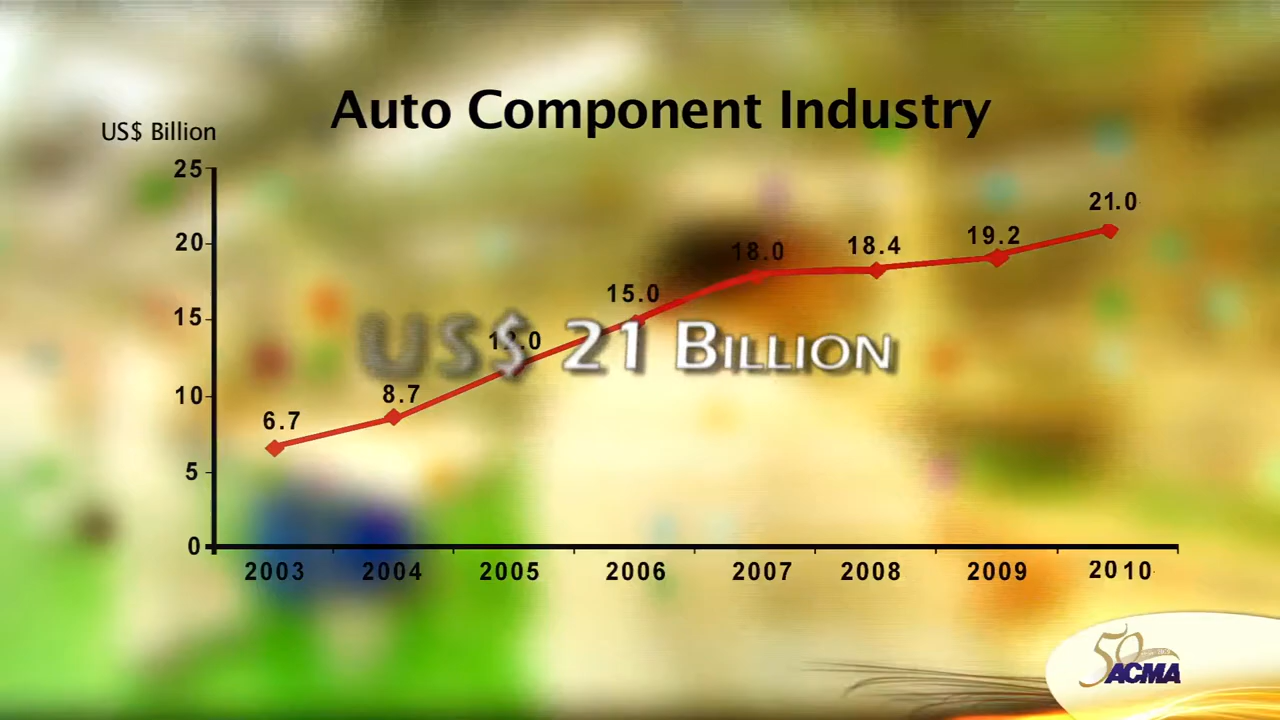 Auto Component Industry
US$ Billion
25
20
15
10
5
0
6.7
8.7
15.0
18.0
18.4
19.2
21.0
US$ 21 BILLION
2003 2004 2005 2006 2007 2008 2009 2010
50
ACMA